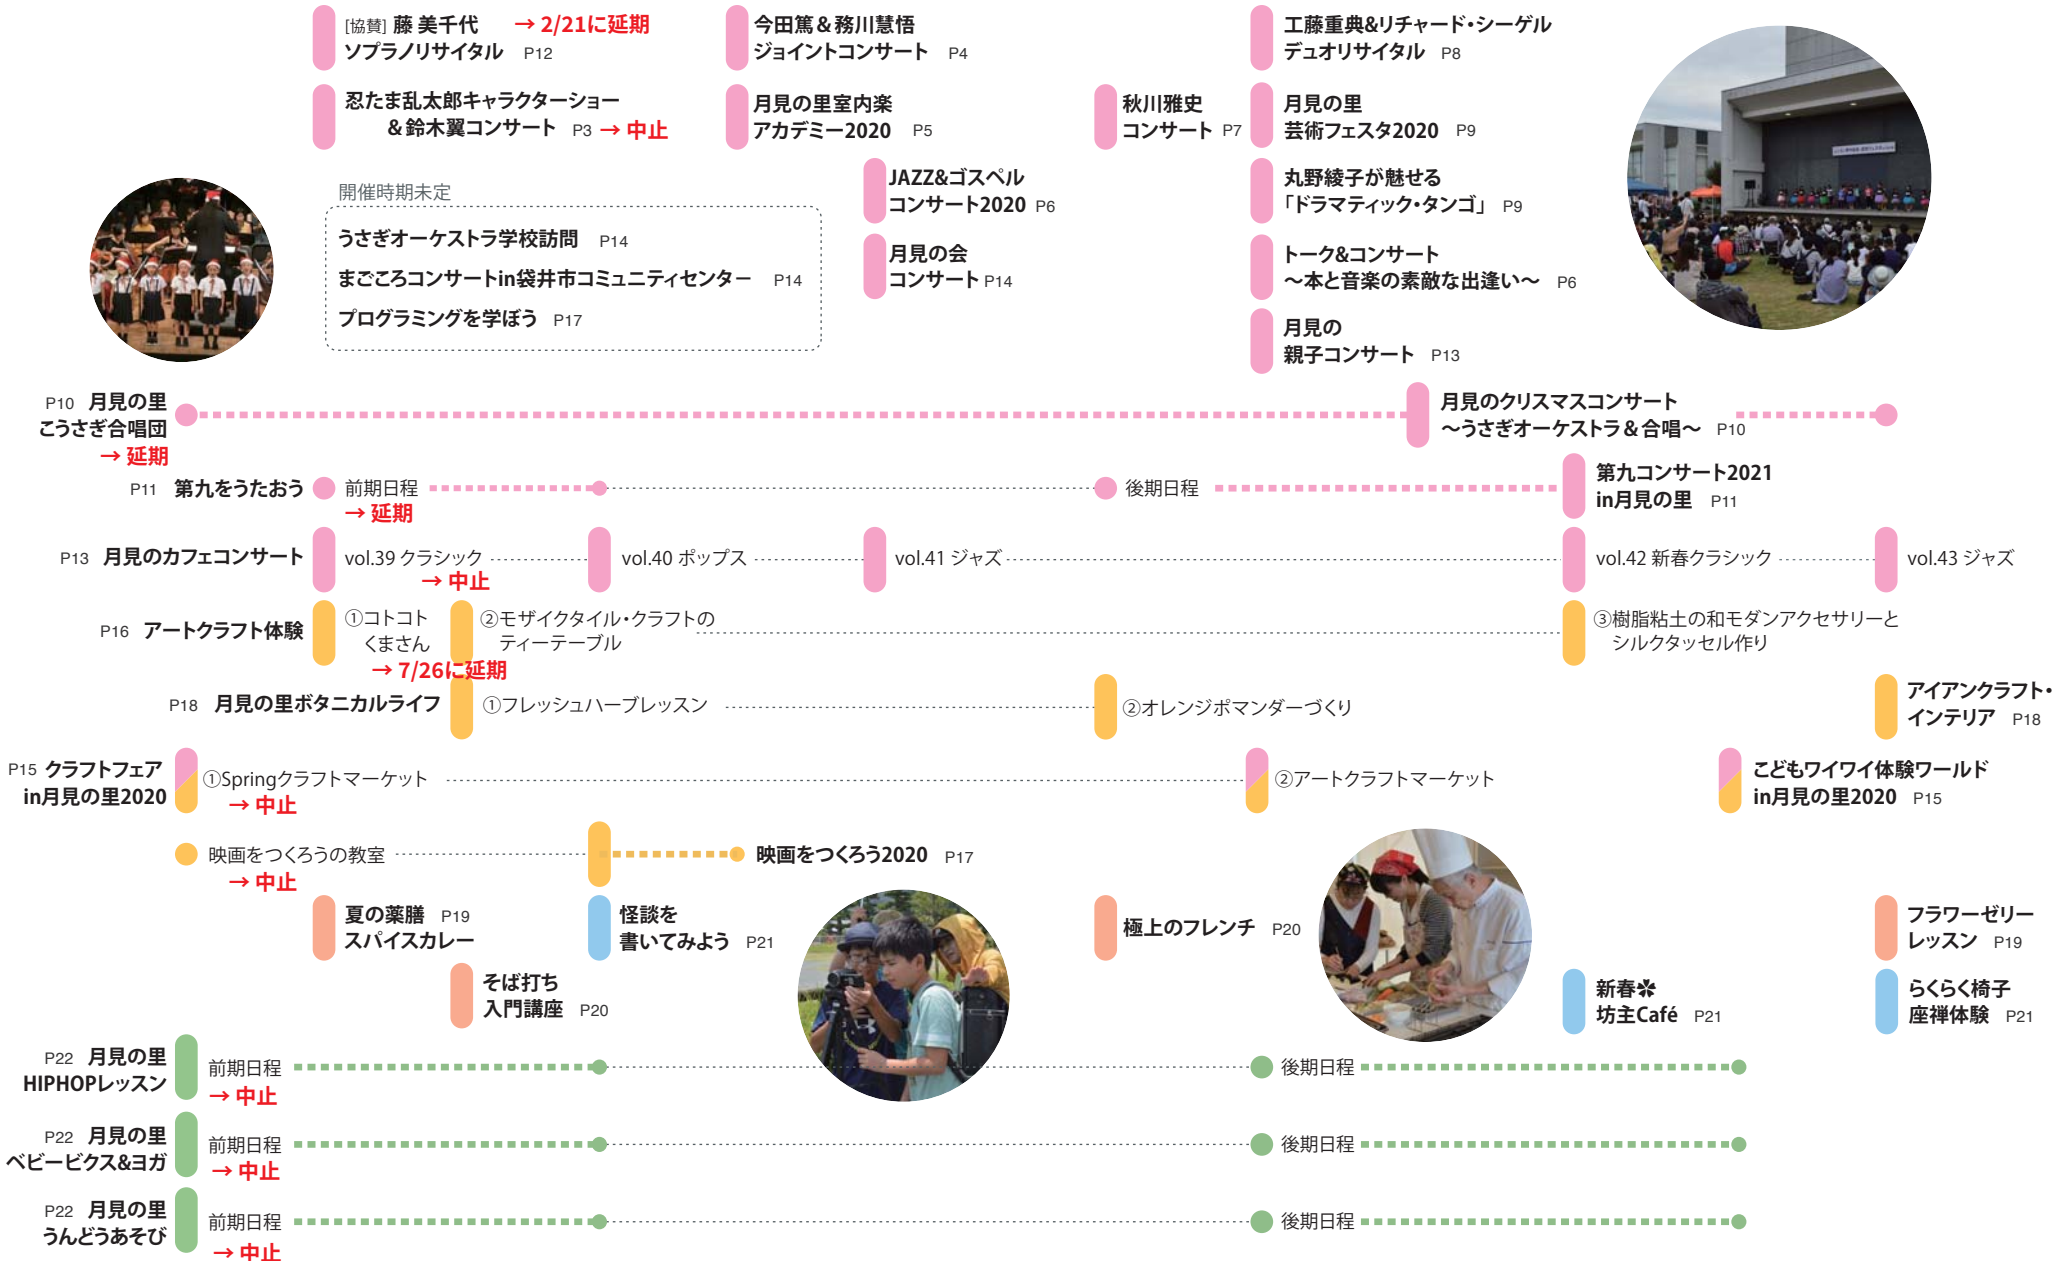 [協賛] 藤 美千代 → 2/21に延期
ソプラノリサイタル P12
今田篤＆務川慧悟
ジョイントコンサート P4
工藤重典&リチャード・シーゲル
デュオリサイタル P8
忍たま乱太郎キャラクターショー
＆鈴木翼コンサート P3 → 中止
月見の里室内楽
アカデミー2020 P5
秋川雅史
コンサート P7
月見の里
芸術フェスタ2020 P9
JAZZ&ゴスペル
コンサート2020 P6
丸野綾子が魅せる
「ドラマティック・タンゴ」 P9
開催時期未定
うさぎオーケストラ学校訪問 P14
まごころコンサートin袋井市コミュニティセンター P14
プログラミングを学ぼう P17
月見の会
コンサート P14
トーク&コンサート
～本と音楽の素敵な出逢い～ P6
月見の
親子コンサート P13
P10 月見の里
こうさぎ合唱団
→ 延期
月見のクリスマスコンサート
～うさぎオーケストラ＆合唱～ P10
P11 第九をうたおう 前期日程
→ 延期
後期日程
第九コンサート2021
in月見の里 P11
P13 月見のカフェコンサート vol.39 クラシック
→ 中止
vol.40 ポップス
vol.41 ジャズ
vol.42 新春クラシック
vol.43 ジャズ
P16 アートクラフト体験
①コトコト
くまさん
→ 7/26に延期
②モザイクタイル・クラフトの
ティーテーブル
③樹脂粘土の和モダンアクセサリーと
シルクタッセル作り
P18 月見の里ボタニカルライフ ①フレッシュハーブレッスン
②オレンジポマンダーづくり
アイアンクラフト・
インテリア P18
P15 クラフトフェア
in月見の里2020
①Springクラフトマーケット
→ 中止
②アートクラフトマーケット
こどもワイワイ体験ワールド
in月見の里2020 P15
映画をつくろうの教室
→ 中止
映画をつくろう2020 P17
夏の薬膳 P19
スパイスカレー
怪談を
書いてみよう P21
極上のフレンチ P20
フラワーゼリー
レッスン P19
そば打ち
入門講座 P20
新春✽
坊主Café P21
らくらく椅子
座禅体験 P21
P22 月見の里
HIPHOPレッスン
前期日程
→ 中止
後期日程
P22 月見の里
ベビービクス&ヨガ
前期日程
→ 中止
後期日程
P22 月見の里
うんどうあそび
前期日程
→ 中止
後期日程